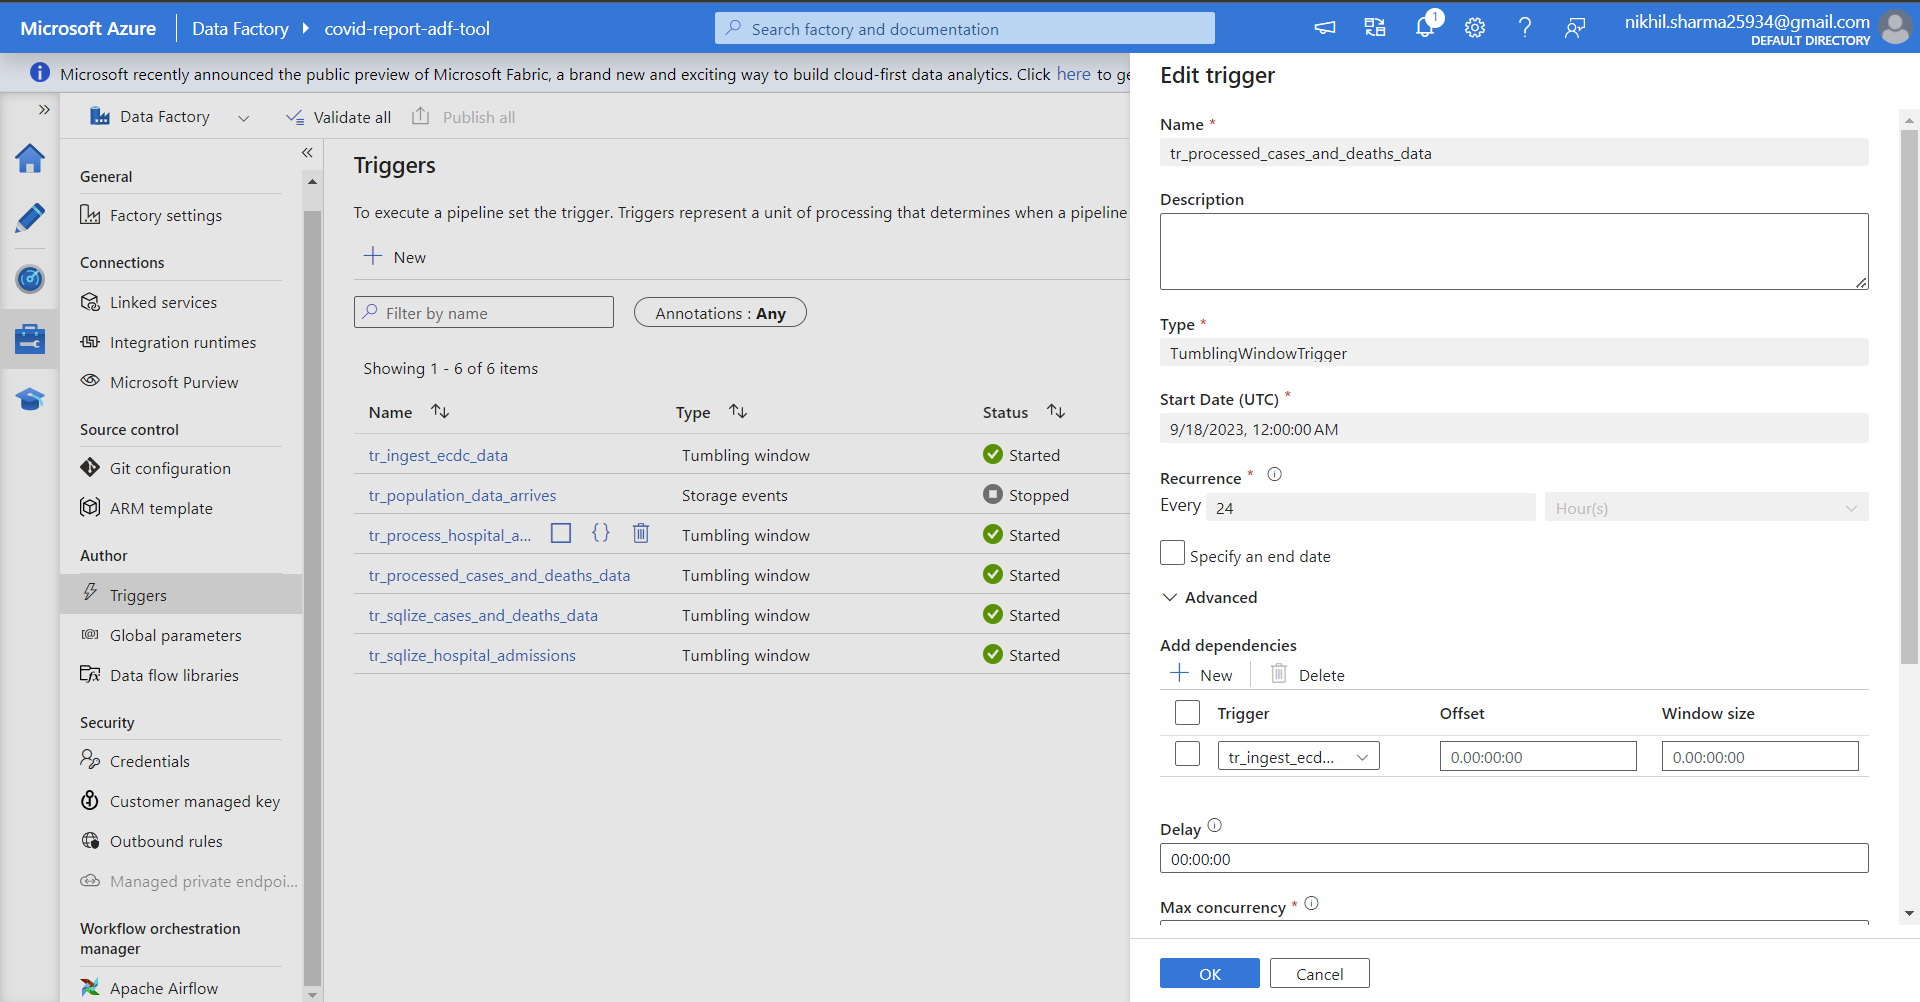 Microsoft Azure
Data Factory
covid-report-adf-tool
Search factory and documentation
1
nikhil.sharma25934@gmail.com
DEFAULT DIRECTORY
Microsoft recently announced the public preview of Microsoft Fabric, a brand new and exciting way to build cloud-first data analytics. Click here to ge
Data Factory
Validate all
Publish all
General
Factory settings
Connections
Linked services
Integration runtimes
Microsoft Purview
Source control
Git configuration
ARM template
Author
Triggers
Global parameters
Data flow libraries
Security
Credentials
Customer managed key
Outbound rules
Managed private endpoi...
Workflow orchestration
manager
Apache Airflow
Triggers
To execute a pipeline set the trigger. Triggers represent a unit of processing that determines when a pipeline
New
Filter by name
Annotations : Any
Showing 1 - 6 of 6 items
Name Type Status
tr_ingest_ecdc_data Tumbling window Started
tr_population_data_arrives Storage events Stopped
tr_process_hospital_a... {} Tumbling window Started
tr_processed_cases_and_deaths_data Tumbling window Started
tr_sqlize_cases_and_deaths_data Tumbling window Started
tr_sqlize_hospital_admissions Tumbling window Started
Edit trigger
Name *
tr_processed_cases_and_deaths_data
Description
Type *
TumblingWindowTrigger
Start Date (UTC) *
9/18/2023, 12:00:00 AM
Recurrence *
Every 24 Hour(s)
Specify an end date
Advanced
Add dependencies
New Delete
Trigger Offset Window size
tr_ingest_ecd... 0.00:00:00 0.00:00:00
Delay
00:00:00
Max concurrency *
OK Cancel